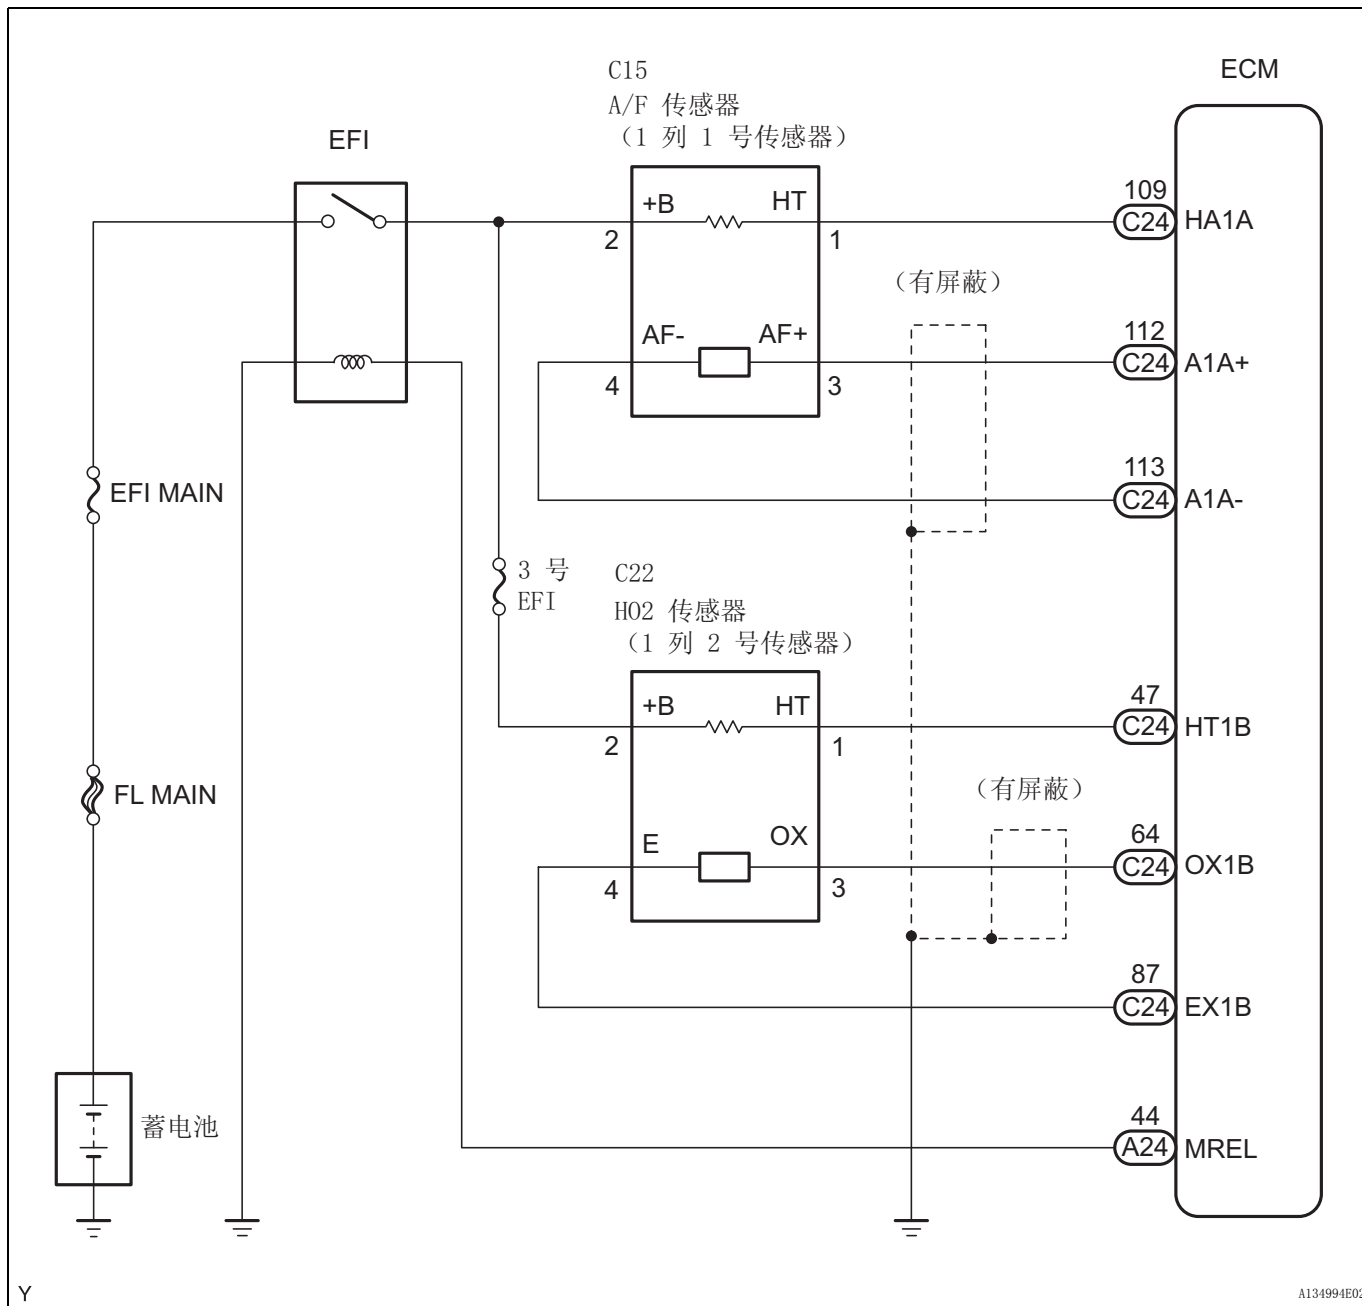 C15
A/F 传感器
（1 列 1 号传感器）
ECM
EFI
+B
HT
2
1
109
C24
HA1A
（有屏蔽）
AF-
AF+
4
3
112
C24
A1A+
113
C24
A1A-
EFI MAIN
3 号
EFI
C22
HO2 传感器
（1 列 2 号传感器）
+B
HT
2
1
47
C24
HT1B
FL MAIN
（有屏蔽）
E
OX
4
3
64
C24
OX1B
87
C24
EX1B
蓄电池
44
A24
MREL
Y
A134994E02